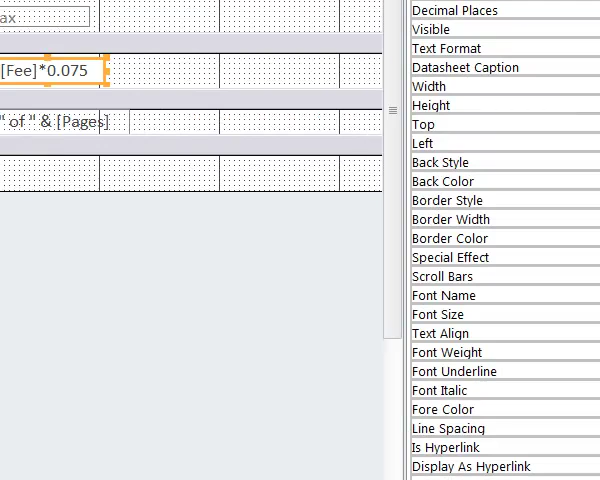 ax
[Fee]*0.075
" of " & [Pages]
Decimal Places
Visible
Text Format
Datasheet Caption
Width
Height
Top
Left
Back Style
Back Color
Border Style
Border Width
Border Color
Special Effect
Scroll Bars
Font Name
Font Size
Text Align
Font Weight
Font Underline
Font Italic
Fore Color
Line Spacing
Is Hyperlink
Display As Hyperlink